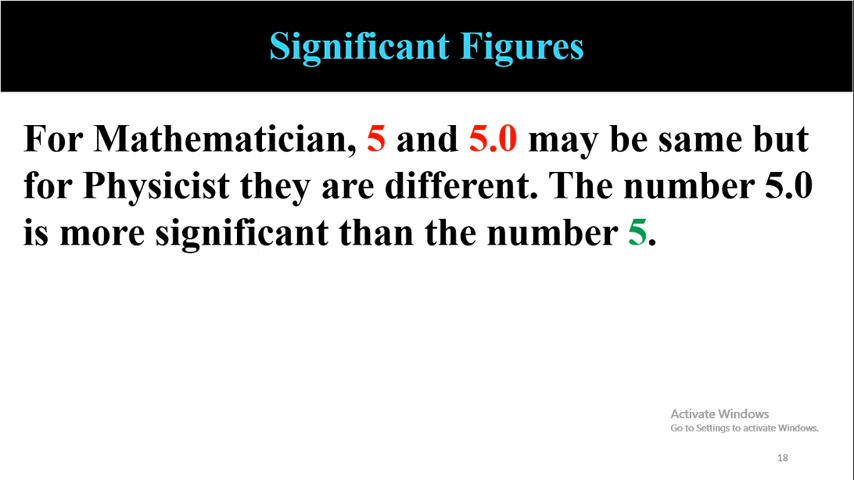 Significant Figures
For Mathematician, 5 and 5.0 may be same but
for Physicist they are different. The number 5.0
is more significant than the number 5.
Activate Windows
Go to Settings to activate Windows.
18